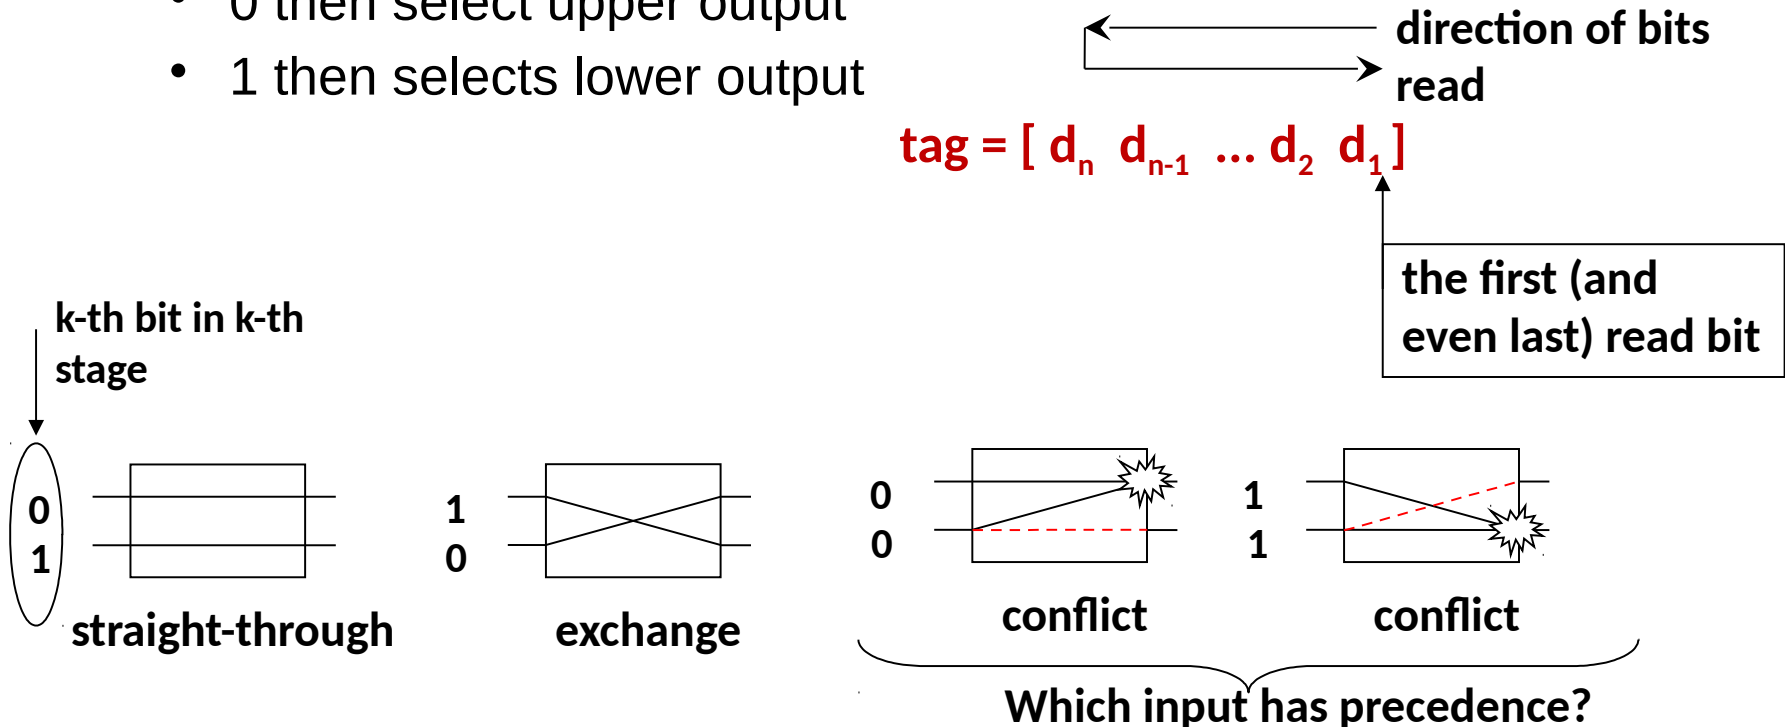 • 0 then select upper output
• 1 then selects lower output
direction of bits
read
tag = [ dn dn-1 ... d2 d1 ]
the first (and
even last) read bit
k-th bit in k-th
stage
0
1
straight-through
1
0
exchange
0
0
conflict
1
1
conflict
Which input has precedence?